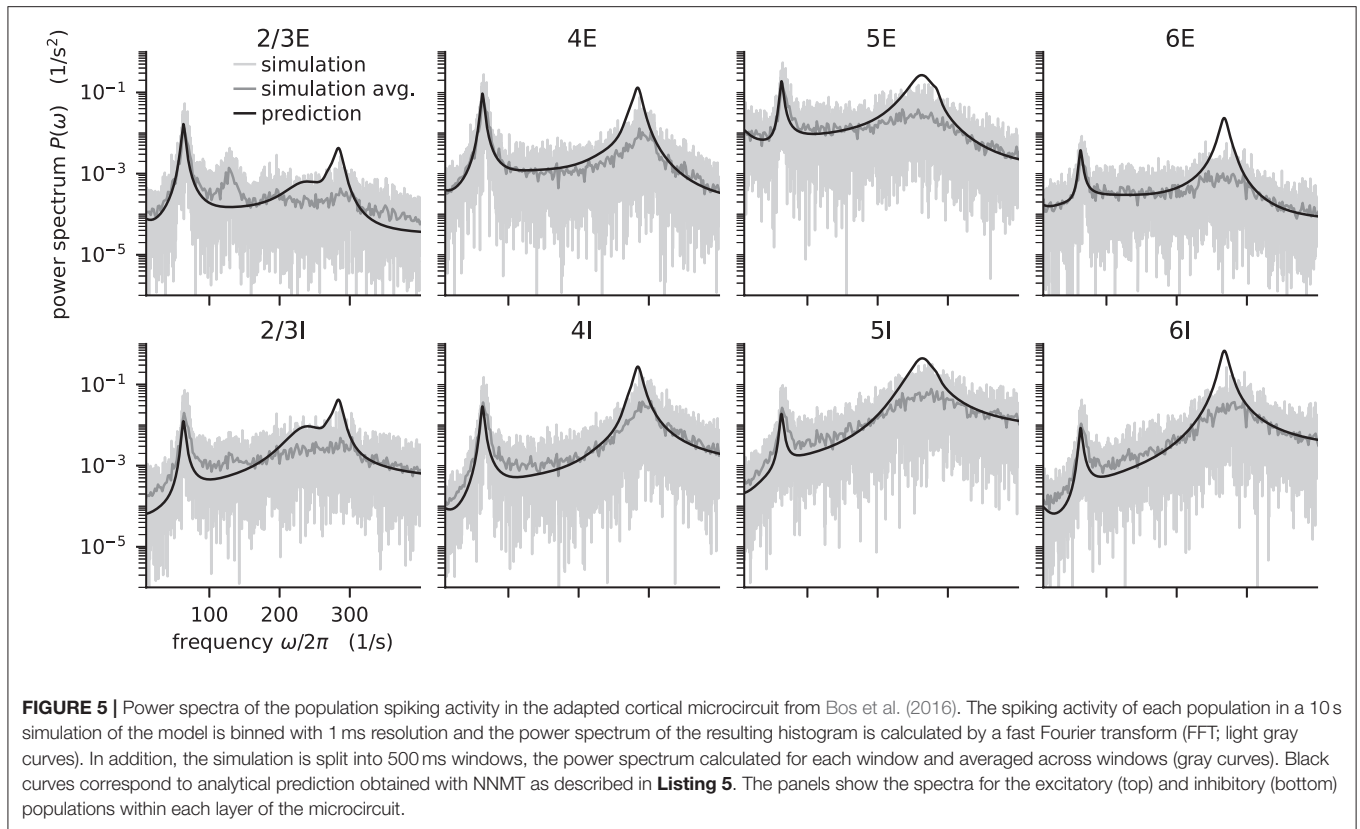 2/3E
4E
5E
6E
power spectrum P(ω) (1/s²)
simulation
simulation avg.
prediction
10⁻¹
10⁻³
10⁻⁵
2/3I
4I
5I
6I
10⁻¹
10⁻³
10⁻⁵
100 200 300
frequency ω/2π (1/s)
FIGURE 5 | Power spectra of the population spiking activity in the adapted cortical microcircuit from Bos et al. (2016). The spiking activity of each population in a 10 s
simulation of the model is binned with 1 ms resolution and the power spectrum of the resulting histogram is calculated by a fast Fourier transform (FFT; light gray
curves). In addition, the simulation is split into 500 ms windows, the power spectrum calculated for each window and averaged across windows (gray curves). Black
curves correspond to analytical prediction obtained with NNMT as described in Listing 5. The panels show the spectra for the excitatory (top) and inhibitory (bottom)
populations within each layer of the microcircuit.